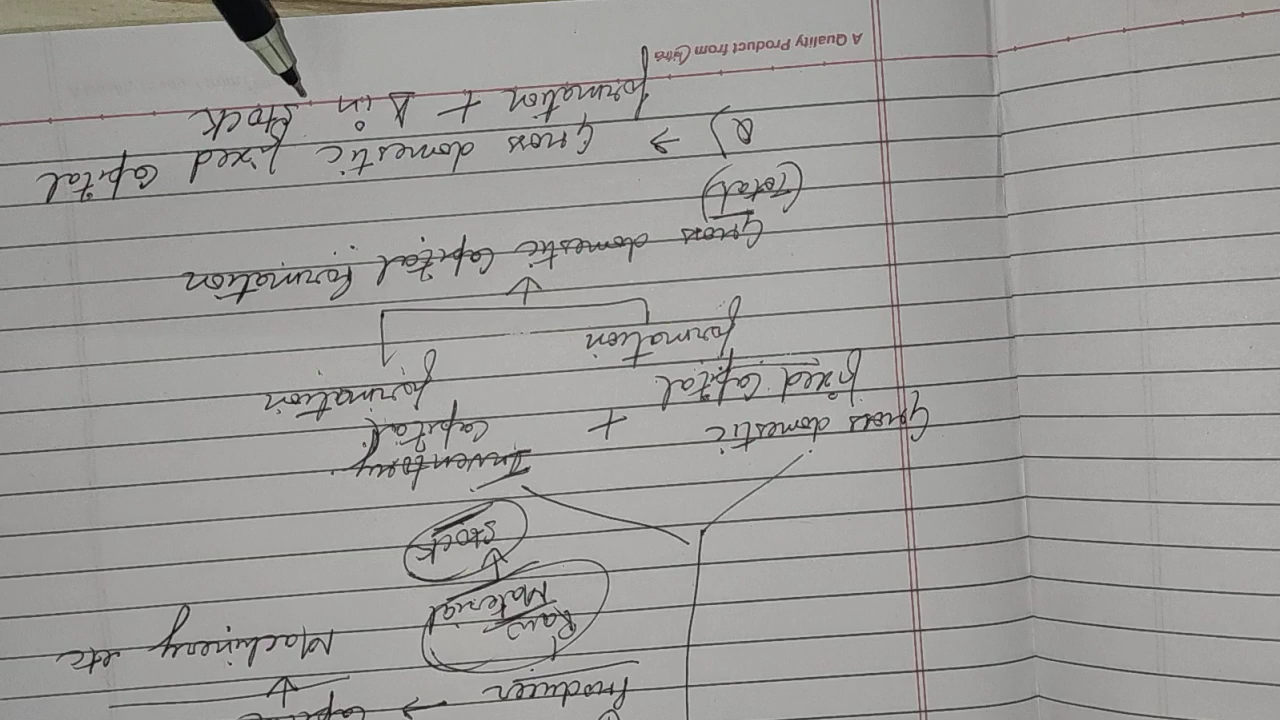 Producer → Capital
Machinery etc
Raw
Material
Stock
Gross domestic + Inventory
fixed Capital Capital
formation formation
Gross domestic Capital formation
(Total)
Q) → Gross domestic fixed Capital
formation + Δ in Stock
A Quality Product from